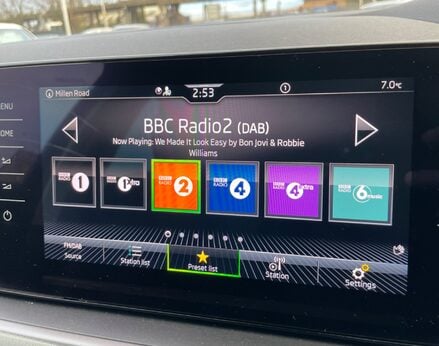 MENU
HOME
Millen Road
2:53
1
7.0°C
BBC Radio2 (DAB)
Now Playing: We Made It Look Easy by Bon Jovi & Robbie
Williams
BBC RADIO 1
BBC RADIO 1Xtra
BBC RADIO 2
BBC RADIO 4
BBC RADIO 4 extra
BBC RADIO 6 music
FM/DAB
Source
Station list
Preset list
Station
Settings